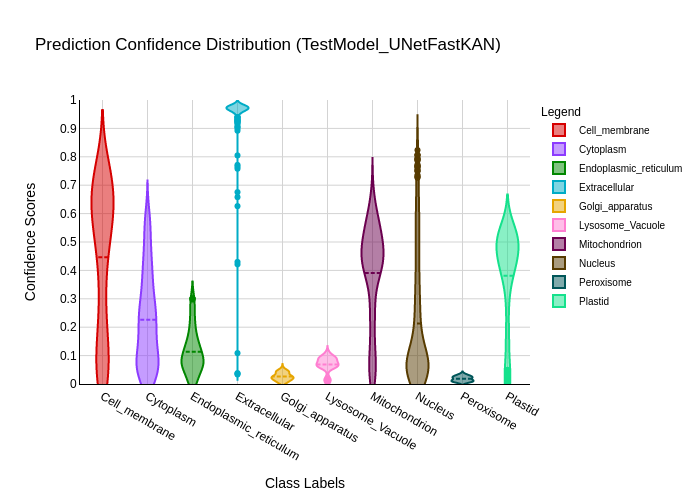 Prediction Confidence Distribution (TestModel_UNetFastKAN)
Legend
Cell_membrane
Cytoplasm
Endoplasmic_reticulum
Extracellular
Golgi_apparatus
Lysosome_Vacuole
Mitochondrion
Nucleus
Peroxisome
Plastid
Confidence Scores
1
0.9
0.8
0.7
0.6
0.5
0.4
0.3
0.2
0.1
0
Cell_membrane
Cytoplasm
Endoplasmic_reticulum
Extracellular
Golgi_apparatus
Lysosome_Vacuole
Mitochondrion
Nucleus
Peroxisome
Plastid
Class Labels